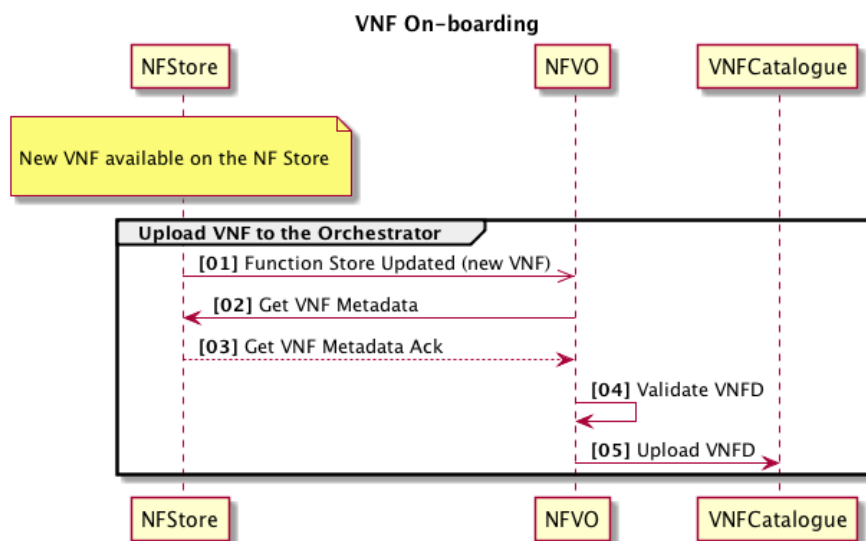 VNF On-boarding
NFStore
NFVO
VNFCatalogue
New VNF available on the NF Store
Upload VNF to the Orchestrator
[01] Function Store Updated (new VNF)
[02] Get VNF Metadata
[03] Get VNF Metadata Ack
[04] Validate VNFD
[05] Upload VNFD
NFStore
NFVO
VNFCatalogue